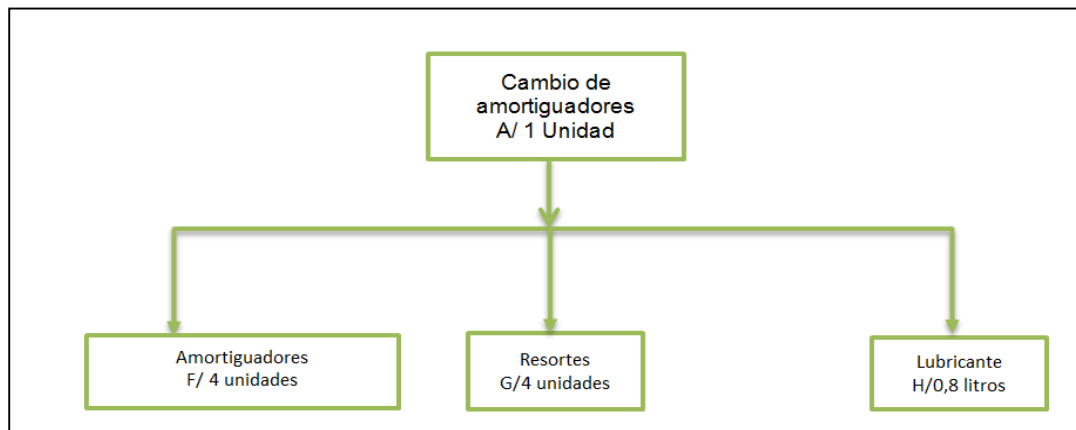 Cambio de
amortiguadores
A/ 1 Unidad
Amortiguadores
F/ 4 unidades
Resortes
G/4 unidades
Lubricante
H/0,8 litros